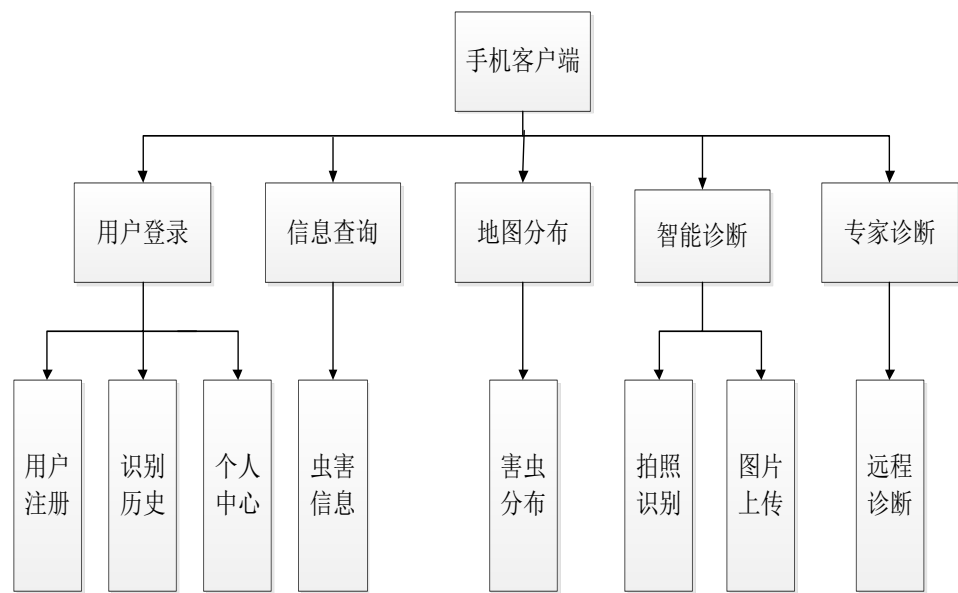 手机客户端
用户登录
信息查询
地图分布
智能诊断
专家诊断
用户
注册
识别
历史
个人
中心
虫害
信息
害虫
分布
拍照
识别
图片
上传
远程
诊断